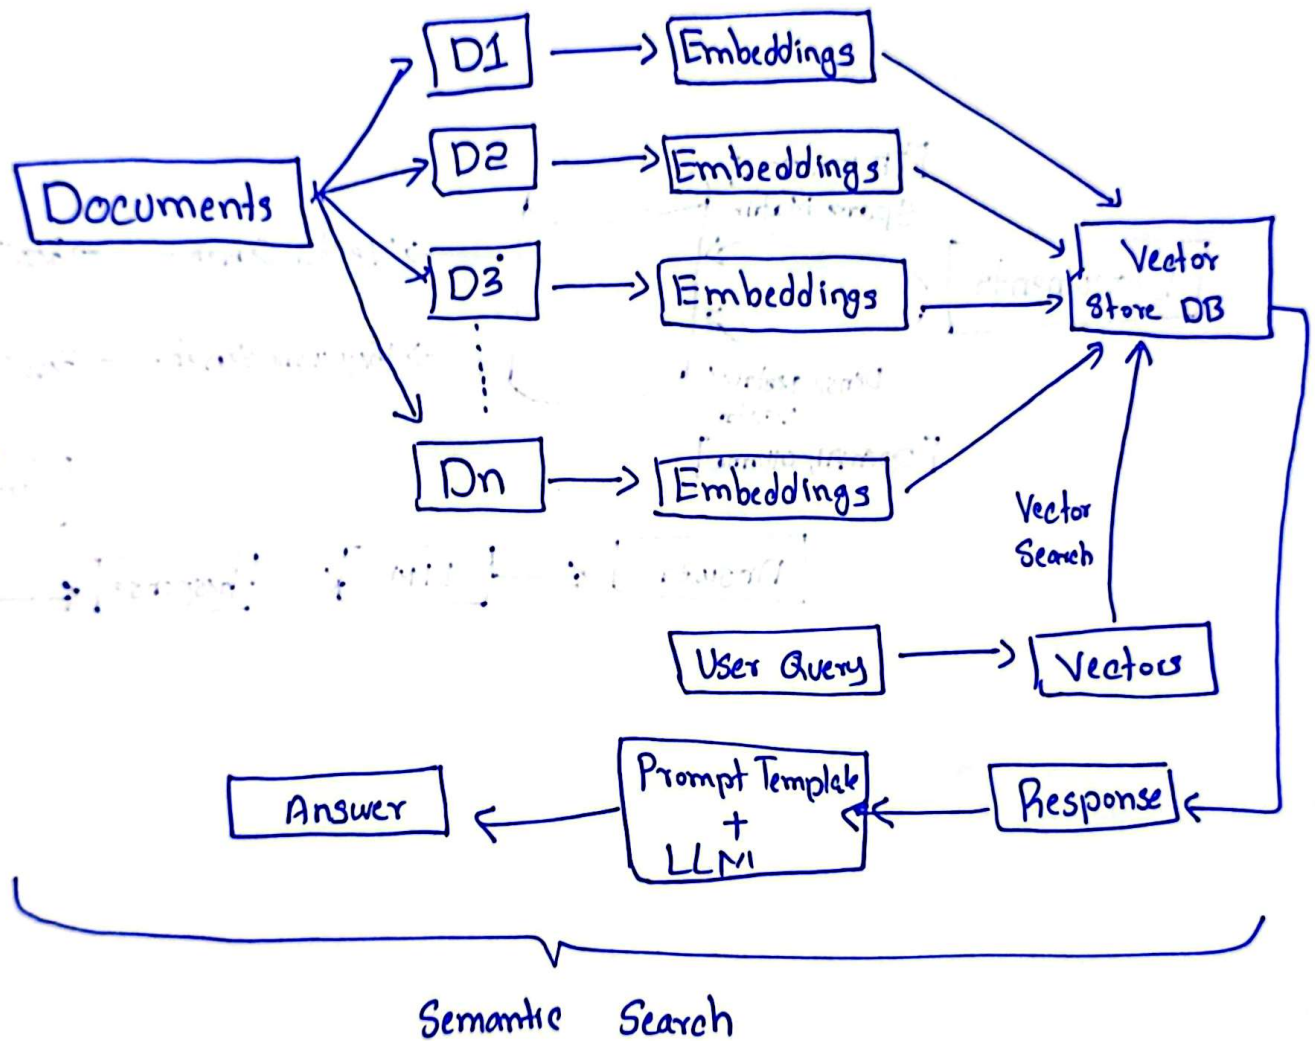 D1
Embeddings
D2
Embeddings
Documents
D3
Embeddings
Vector
Store DB
Dn
Embeddings
Vector
Search
User Query
Vectors
Prompt Template
+
LLM
Response
Answer
Semantic Search